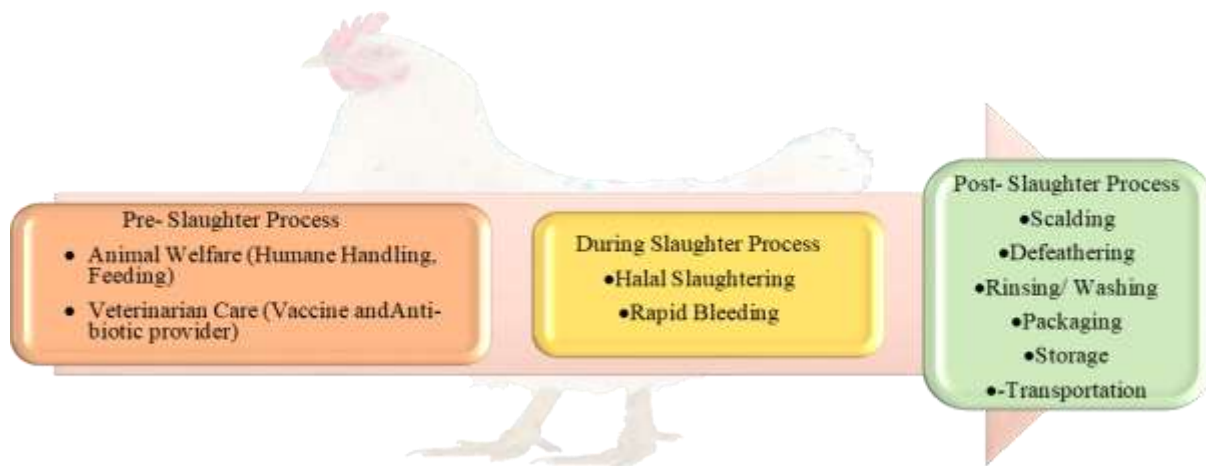 Pre- Slaughter Process
● Animal Welfare (Humane Handling,
Feeding)
● Veterinarian Care (Vaccine andAnti-
biotic provider)
During Slaughter Process
●Halal Slaughtering
●Rapid Bleeding
Post- Slaughter Process
●Scalding
●Defeathering
●Rinsing/ Washing
●Packaging
●Storage
●-Transportation